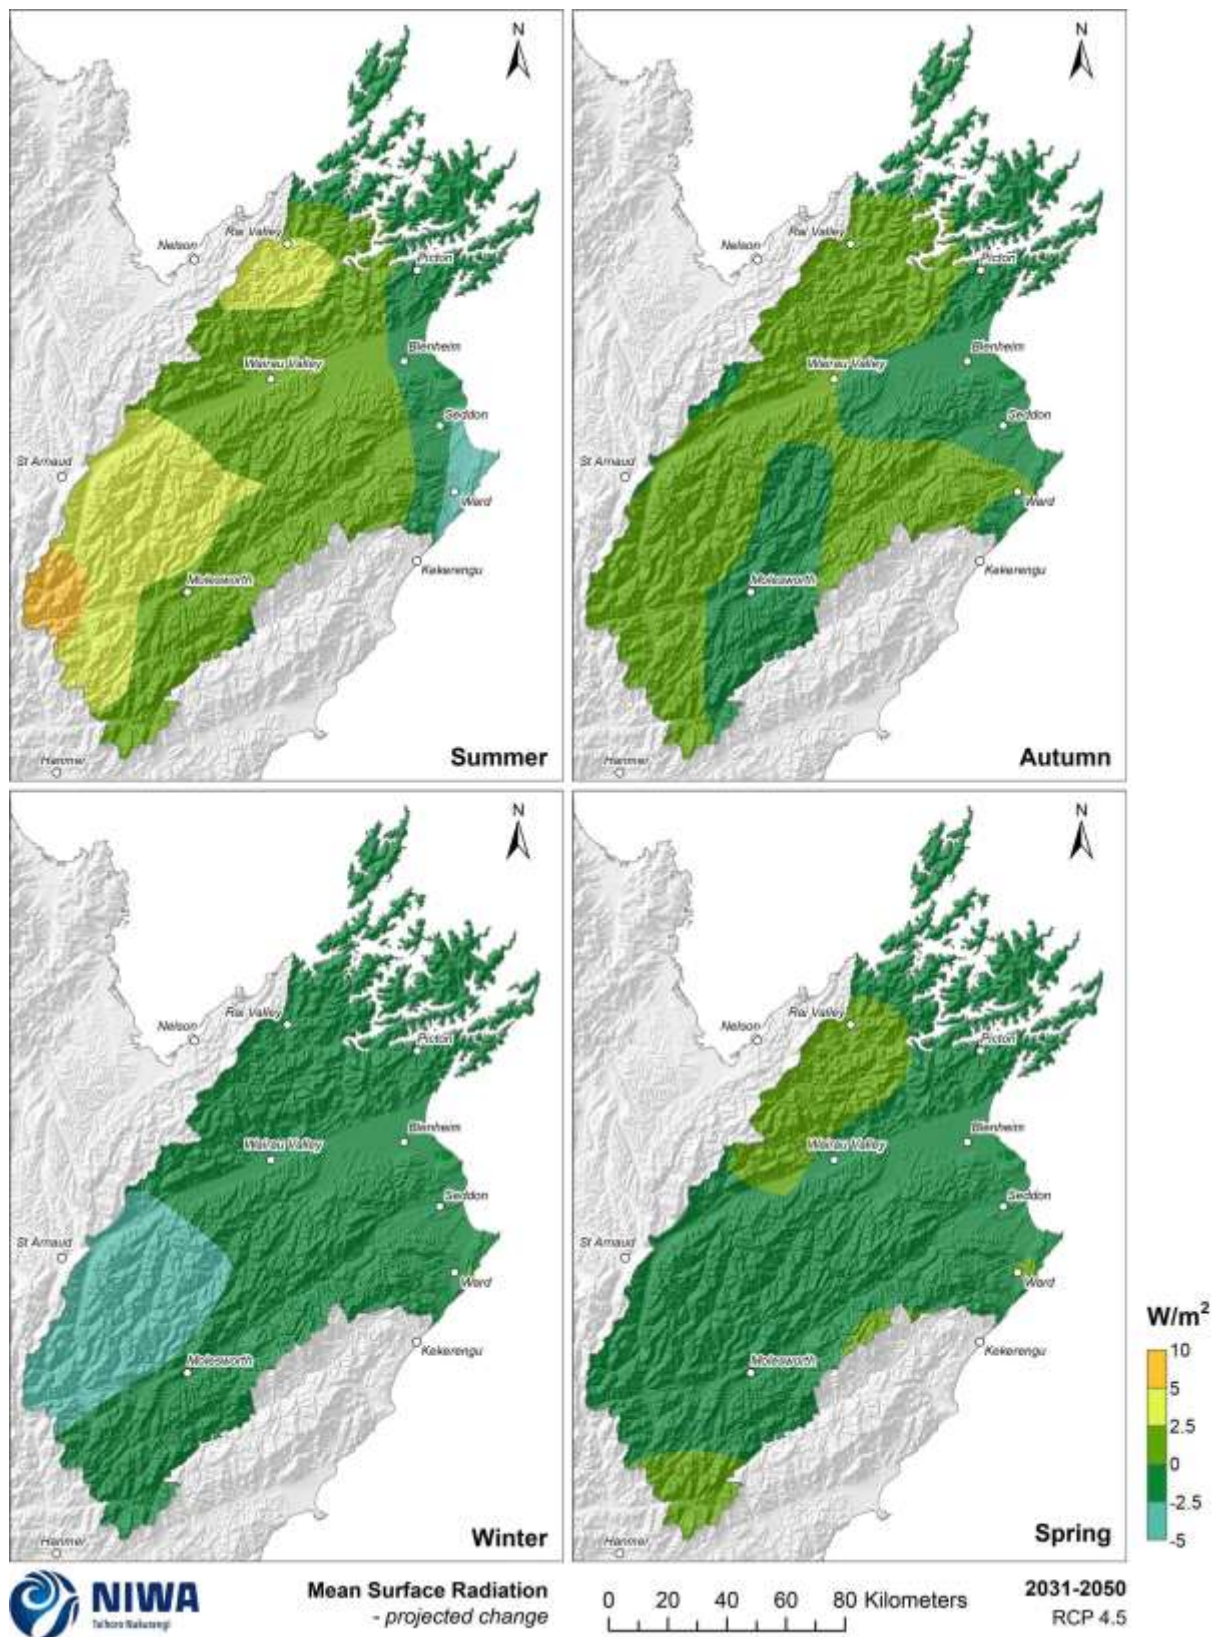 N
Nelson
Rai Valley
Picton
Blenheim
Wairau Valley
Seddon
St Arnaud
Ward
Molesworth
Kekerengu
Hanmer
Summer
N
Nelson
Rai Valley
Picton
Blenheim
Wairau Valley
Seddon
St Arnaud
Ward
Molesworth
Kekerengu
Hanmer
Autumn
N
Nelson
Rai Valley
Picton
Blenheim
Wairau Valley
Seddon
St Arnaud
Ward
Molesworth
Kekerengu
Hanmer
Winter
N
Nelson
Rai Valley
Picton
Blenheim
Wairau Valley
Seddon
St Arnaud
Ward
Molesworth
Kekerengu
Hanmer
Spring
W/m²
10
5
2.5
0
-2.5
-5
NIWA
Taihoro Nukurangi
Mean Surface Radiation
- projected change
0 20 40 60 80 Kilometers
2031-2050
RCP 4.5